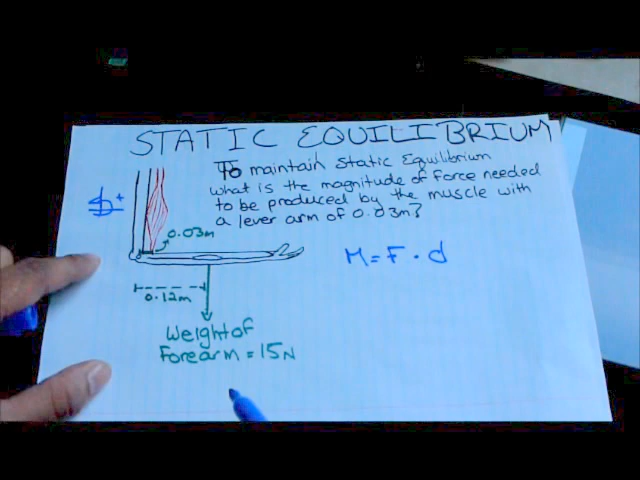 STATIC EQUILIBRIUM
To maintain Static Equilibrium
what is the magnitude of force needed
to be produced by the muscle with
a lever arm of 0.03m?
+
0.03m
M = F · d
0.12m
Weight of
Forearm = 15N